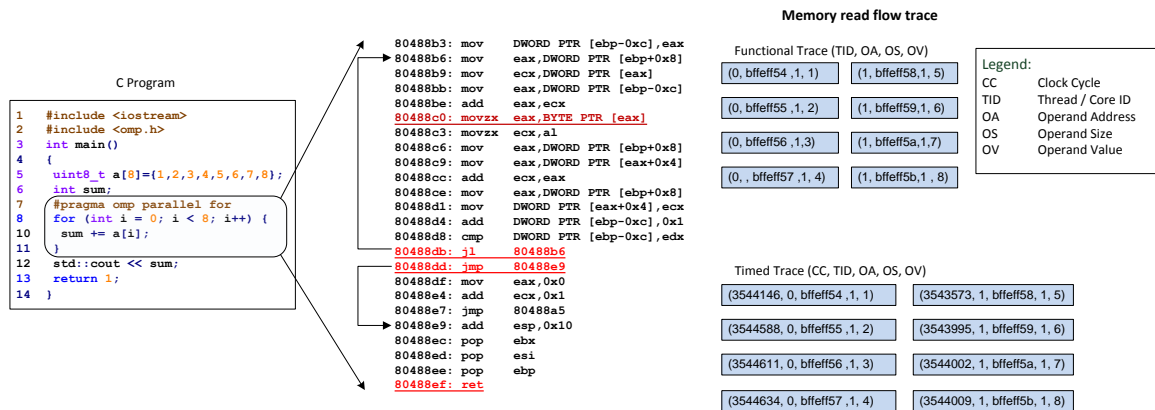 Memory read flow trace
C Program
1 #include <iostream>
2 #include <omp.h>
3 int main()
4 {
5 uint8_t a[8]={1,2,3,4,5,6,7,8};
6 int sum;
7 #pragma omp parallel for
8 for (int i = 0; i < 8; i++) {
10 sum += a[i];
11 }
12 std::cout << sum;
13 return 1;
14 }
80488b3: mov DWORD PTR [ebp-0xc],eax
80488b6: mov eax,DWORD PTR [ebp+0x8]
80488b9: mov ecx,DWORD PTR [eax]
80488bb: mov eax,DWORD PTR [ebp-0xc]
80488be: add eax,ecx
80488c0: movzx eax,BYTE PTR [eax]
80488c3: movzx ecx,al
80488c6: mov eax,DWORD PTR [ebp+0x8]
80488c9: mov eax,DWORD PTR [eax+0x4]
80488cc: add ecx,eax
80488ce: mov eax,DWORD PTR [ebp+0x8]
80488d1: mov DWORD PTR [eax+0x4],ecx
80488d4: add DWORD PTR [ebp-0xc],0x1
80488d8: cmp DWORD PTR [ebp-0xc],edx
80488db: jl 80488b6
80488dd: jmp 80488e9
80488df: mov eax,0x0
80488e4: add ecx,0x1
80488e7: jmp 80488a5
80488e9: add esp,0x10
80488ec: pop ebx
80488ed: pop esi
80488ee: pop ebp
80488ef: ret
Functional Trace (TID, OA, OS, OV)
(0, bffeff54 ,1, 1) (1, bffeff58,1, 5)
(0, bffeff55 ,1, 2) (1, bffeff59,1, 6)
(0, bffeff56 ,1,3) (1, bffeff5a,1,7)
(0, , bffeff57 ,1, 4) (1, bffeff5b,1 , 8)
Legend:
CC Clock Cycle
TID Thread / Core ID
OA Operand Address
OS Operand Size
OV Operand Value
Timed Trace (CC, TID, OA, OS, OV)
(3544146, 0, bffeff54 ,1, 1) (3543573, 1, bffeff58, 1, 5)
(3544588, 0, bffeff55 ,1, 2) (3543995, 1, bffeff59, 1, 6)
(3544611, 0, bffeff56 ,1, 3) (3544002, 1, bffeff5a, 1, 7)
(3544634, 0, bffeff57 ,1, 4) (3544009, 1, bffeff5b, 1, 8)